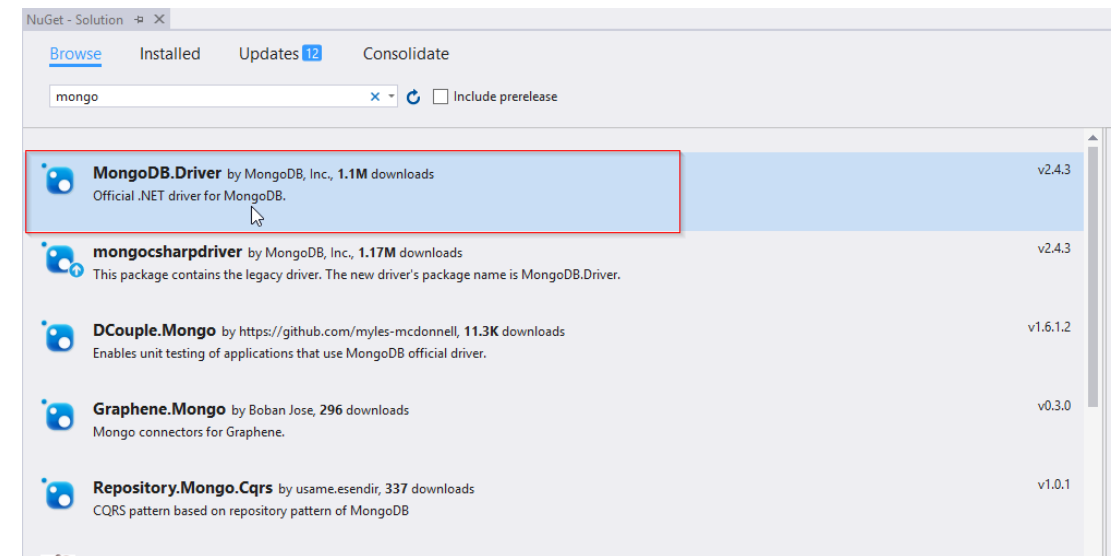 NuGet - Solution
Browse Installed Updates 12 Consolidate
mongo Include prerelease
MongoDB.Driver by MongoDB, Inc., 1.1M downloads v2.4.3
Official .NET driver for MongoDB.
mongocsharpdriver by MongoDB, Inc., 1.17M downloads v2.4.3
This package contains the legacy driver. The new driver's package name is MongoDB.Driver.
DCouple.Mongo by https://github.com/myles-mcdonnell, 11.3K downloads v1.6.1.2
Enables unit testing of applications that use MongoDB official driver.
Graphene.Mongo by Boban Jose, 296 downloads v0.3.0
Mongo connectors for Graphene.
Repository.Mongo.Cqrs by usame.esendir, 337 downloads v1.0.1
CQRS pattern based on repository pattern of MongoDB